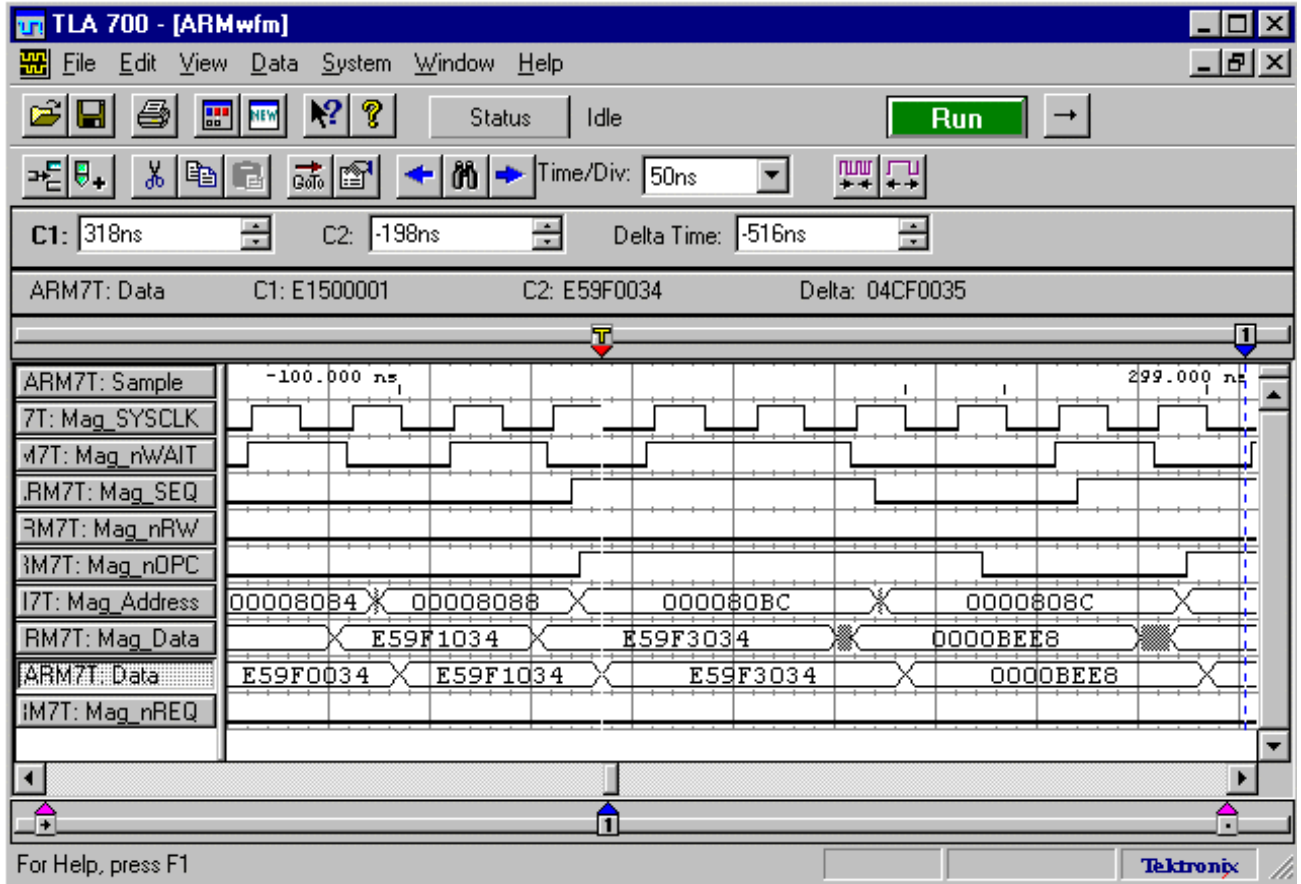 TLA 700 - [ARMwfm]
File Edit View Data System Window Help
NEW ? ? Status Idle Run
GoTo Time/Div: 50ns
C1: 318ns C2: -198ns Delta Time: -516ns
ARM7T: Data C1: E1500001 C2: E59F0034 Delta: 04CF0035
T 1
ARM7T: Sample -100.000 ns 299.000 ns
7T: Mag_SYSCLK
M7T: Mag_nWAIT
RM7T: Mag_SEQ
RM7T: Mag_nRW
M7T: Mag_nOPC
7T: Mag_Address 00008084 00008088 000080BC 0000808C
RM7T: Mag_Data E59F1034 E59F3034 0000BEE8
ARM7T: Data E59F0034 E59F1034 E59F3034 0000BEE8
M7T: Mag_nREQ
1
For Help, press F1 Tektronix